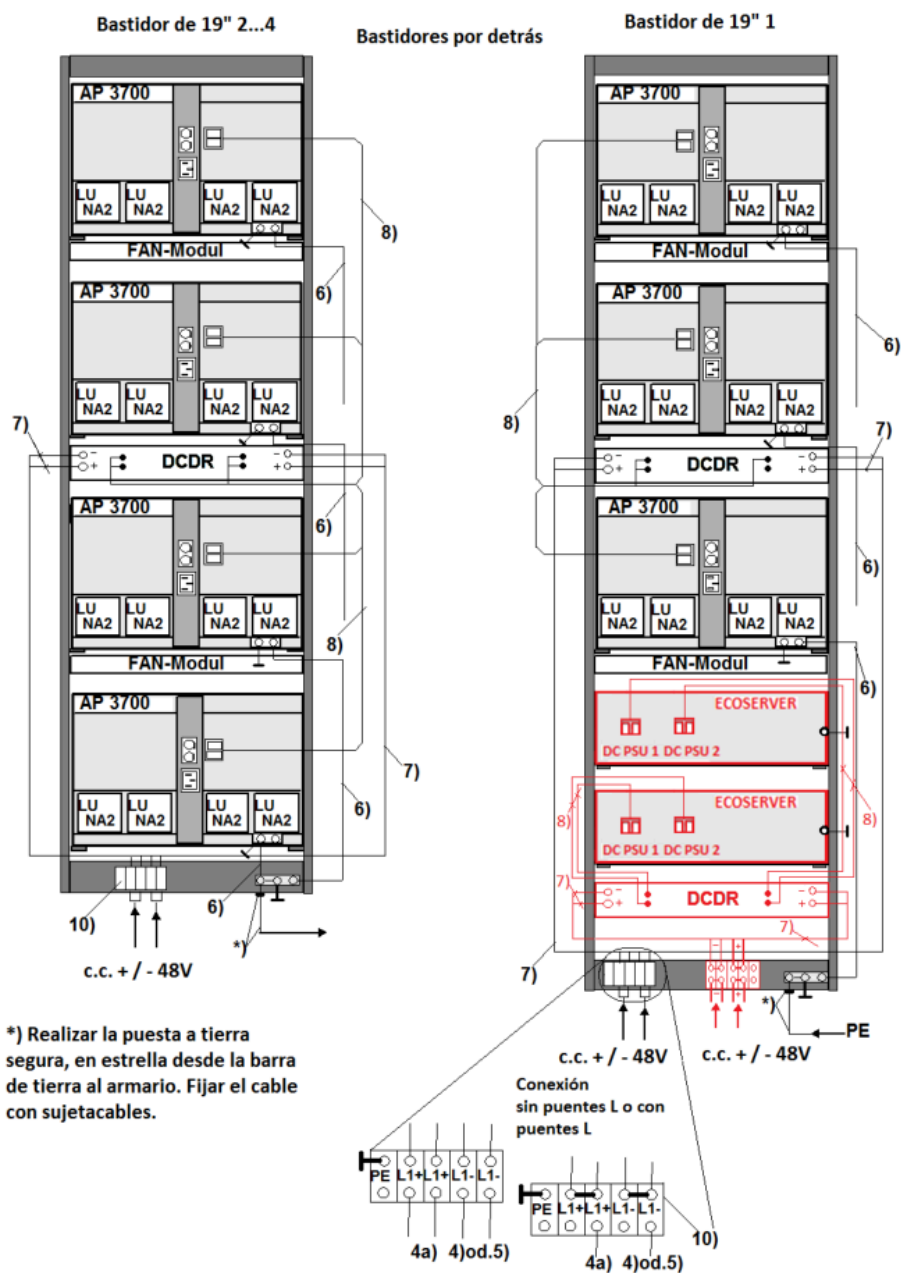 Bastidor de 19" 2...4
Bastidores por detrás
Bastidor de 19" 1
AP 3700
LU NA2
LU NA2
LU NA2
LU NA2
FAN-Modul
8)
6)
AP 3700
LU NA2
LU NA2
LU NA2
LU NA2
7)
- +
DCDR
- +
6)
AP 3700
LU NA2
LU NA2
LU NA2
LU NA2
FAN-Modul
8)
AP 3700
LU NA2
LU NA2
LU NA2
LU NA2
7)
6)
10)
6)
*)
c.c. + / - 48V
AP 3700
LU NA2
LU NA2
LU NA2
LU NA2
FAN-Modul
6)
AP 3700
LU NA2
LU NA2
LU NA2
LU NA2
8)
7)
- +
DCDR
- +
AP 3700
6)
LU NA2
LU NA2
LU NA2
LU NA2
FAN-Modul
6)
ECOSERVER
DC PSU 1 DC PSU 2
ECOSERVER
8)
8)
DC PSU 1 DC PSU 2
7)
- +
DCDR
- +
7)
7)
- +
- +
*)
PE
c.c. + / - 48V
c.c. + / - 48V
*) Realizar la puesta a tierra
segura, en estrella desde la barra
de tierra al armario. Fijar el cable
con sujetacables.
Conexión
sin puentes L o con
puentes L
PE L1+ L1+ L1- L1-
4a) 4)od.5)
PE L1+ L1+ L1- L1-
10)
4a) 4)od.5)